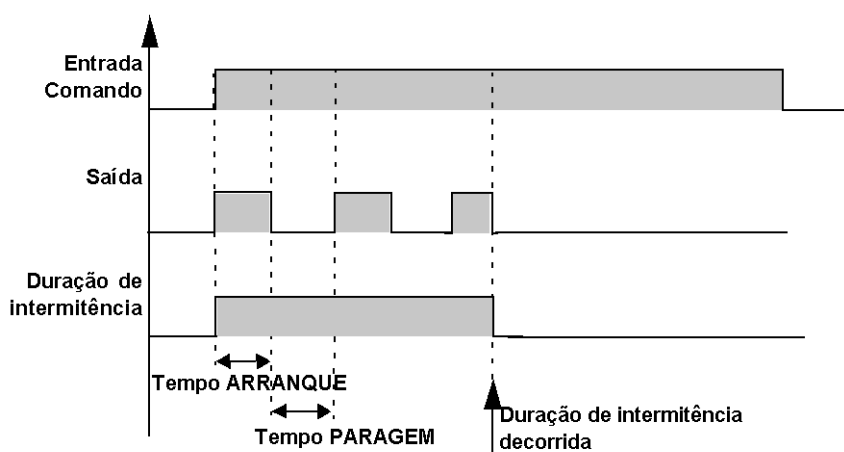 Entrada
Comando
Saída
Duração de
intermitência
Tempo ARRANQUE
Tempo PARAGEM
Duração de intermitência
decorrida